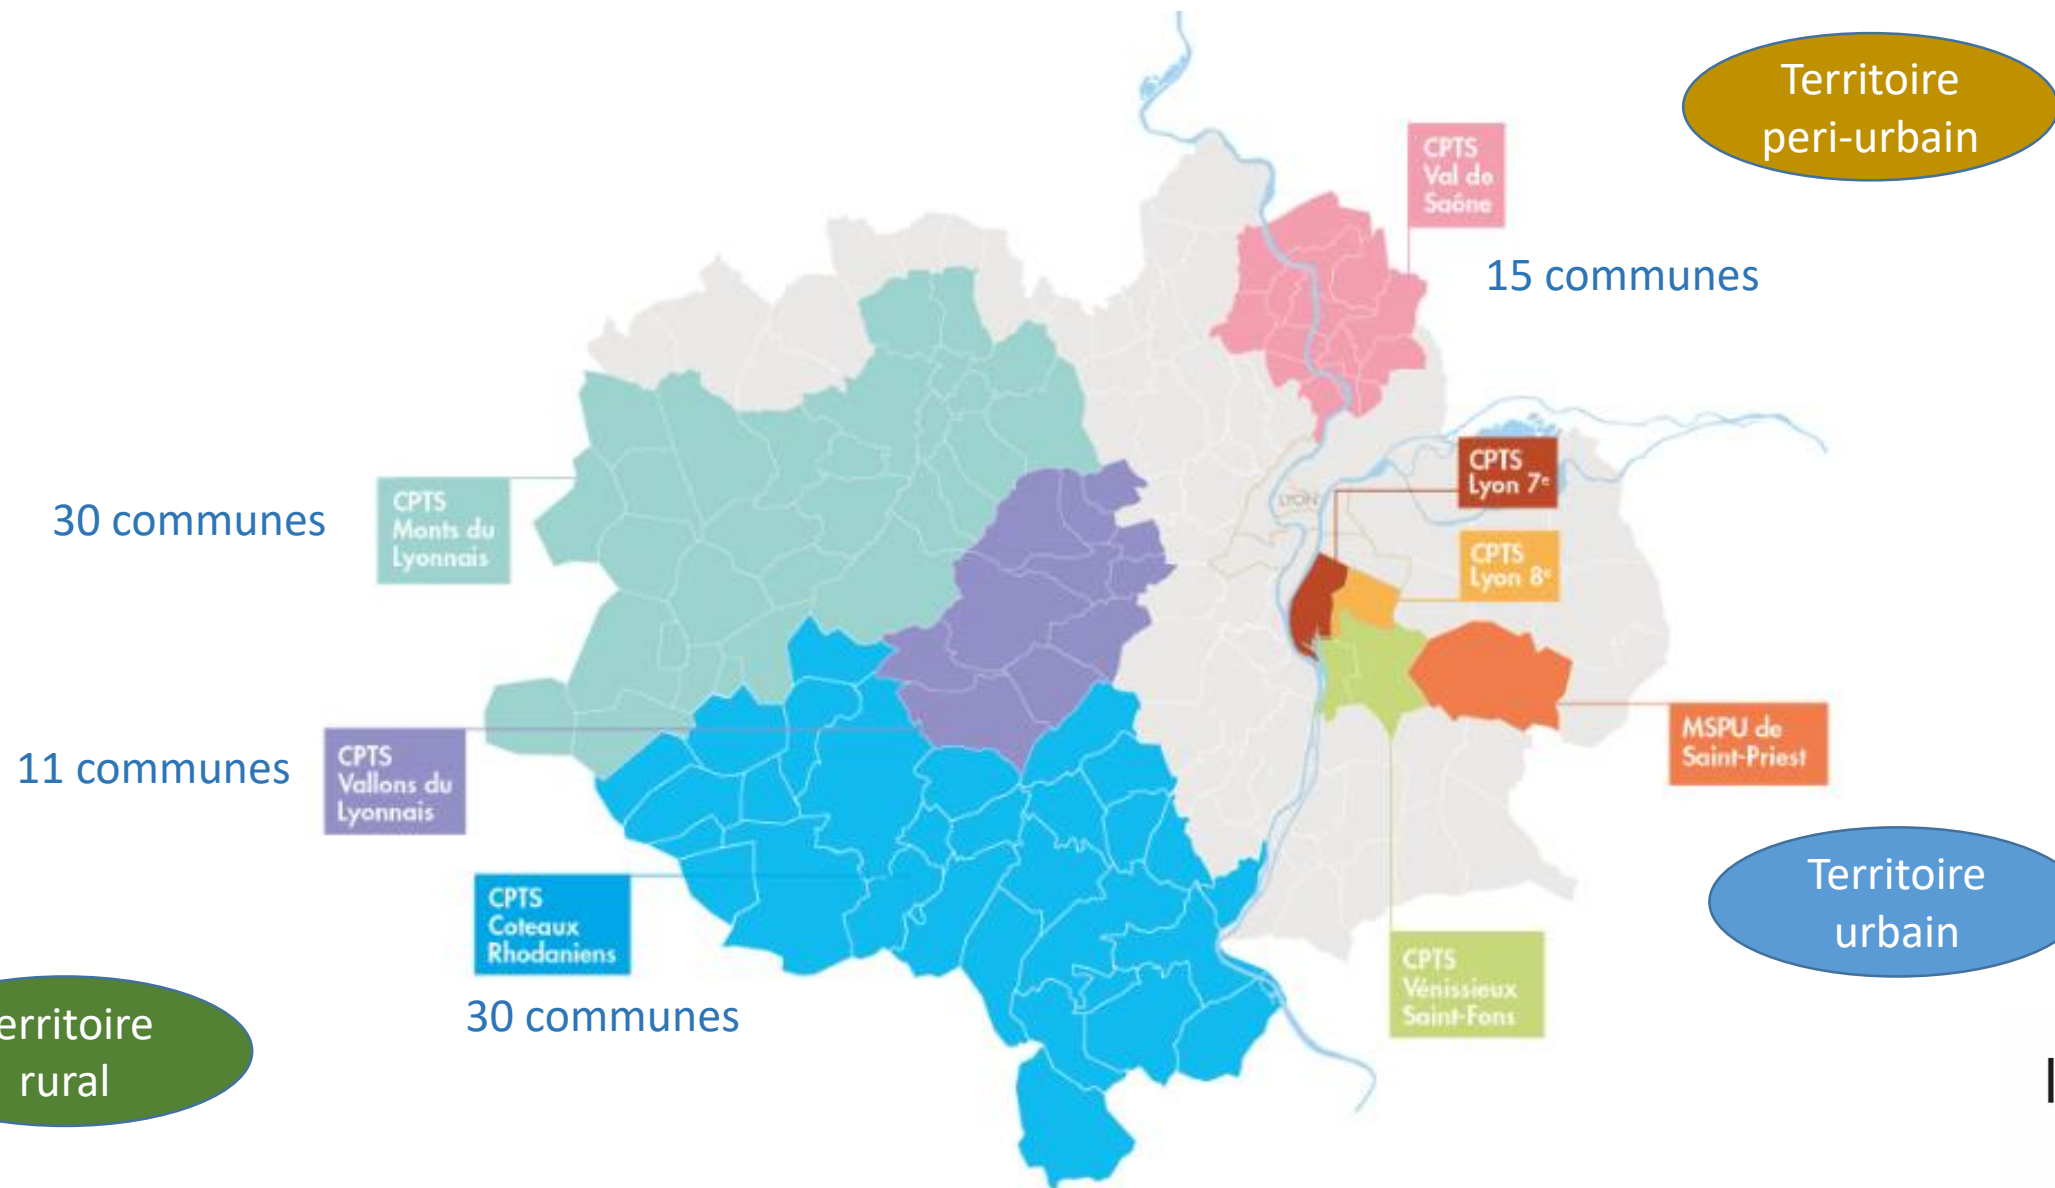 Territoire
peri-urbain
CPTS
Val de
Saône
15 communes
CPTS
Lyon 7e
LYON
30 communes
CPTS
Monts du
Lyonnais
CPTS
Lyon 8e
MSPU de
Saint-Priest
11 communes
CPTS
Vallons du
Lyonnais
Territoire
urbain
CPTS
Coteaux
Rhodaniens
30 communes
CPTS
Vénissieux
Saint-Fons
erritoire
rural